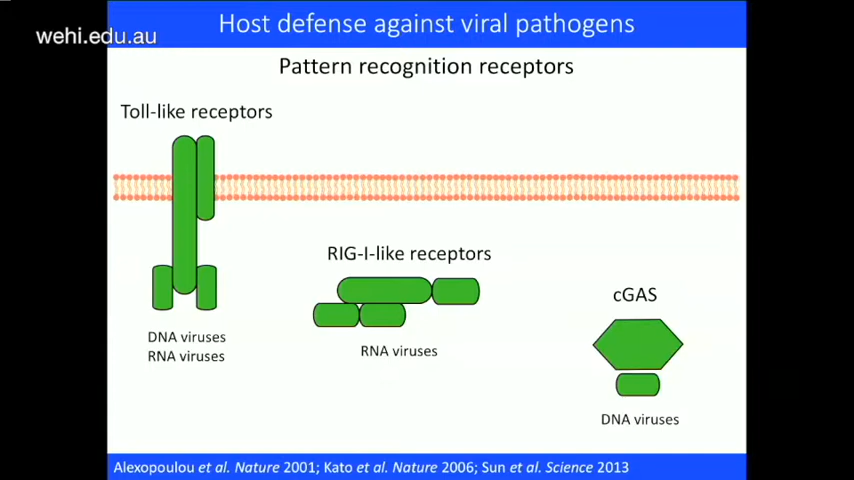 Host defense against viral pathogens
wehi.edu.au
Pattern recognition receptors
Toll-like receptors
RIG-I-like receptors
cGAS
DNA viruses
RNA viruses
RNA viruses
DNA viruses
Alexopoulou et al. Nature 2001; Kato et al. Nature 2006; Sun et al. Science 2013